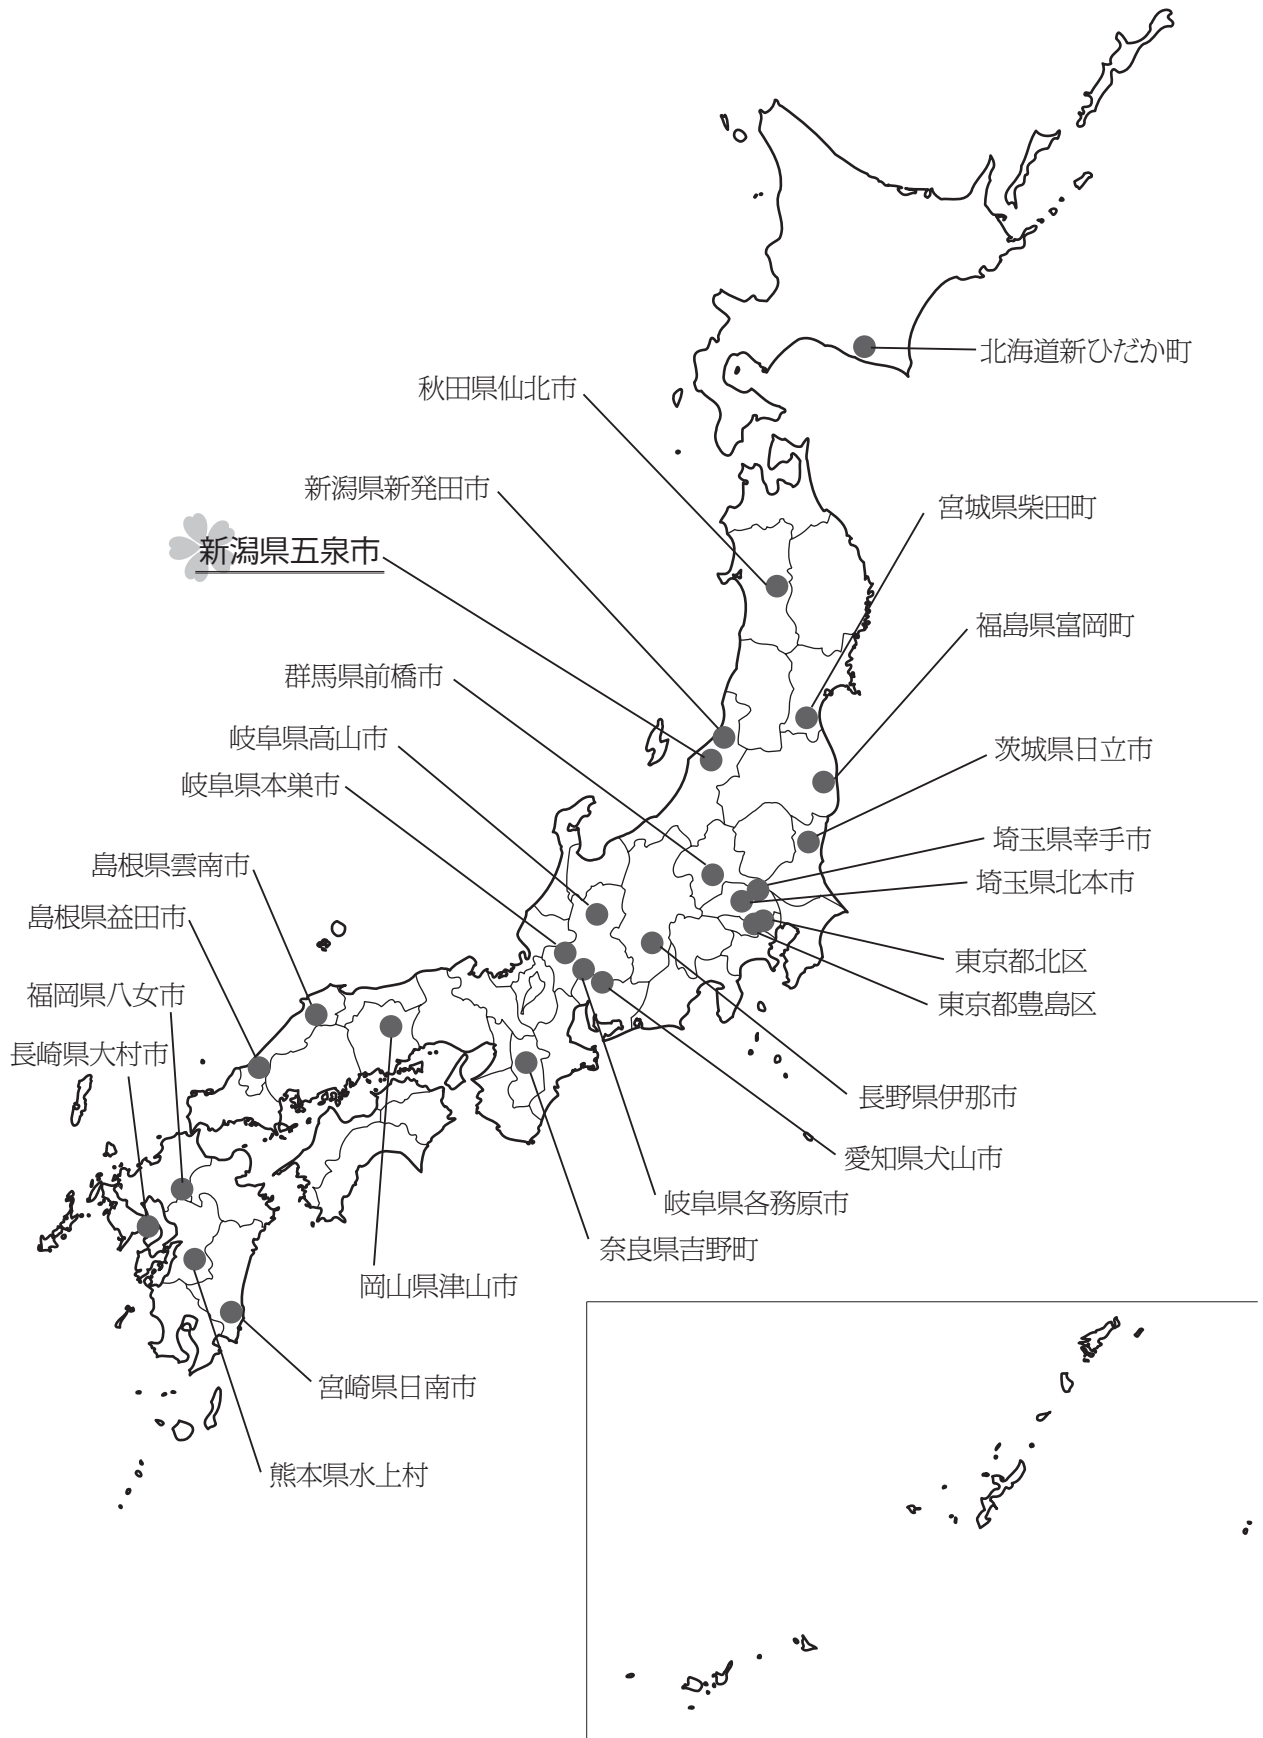 北海道新ひだか町
秋田県仙北市
新潟県新発田市
宮城県柴田町
新潟県五泉市
福島県富岡町
群馬県前橋市
岐阜県高山市
茨城県日立市
岐阜県本巣市
埼玉県幸手市
島根県雲南市
埼玉県北本市
島根県益田市
東京都北区
福岡県八女市
東京都豊島区
長崎県大村市
長野県伊那市
愛知県犬山市
岐阜県各務原市
奈良県吉野町
岡山県津山市
宮崎県日南市
熊本県水上村